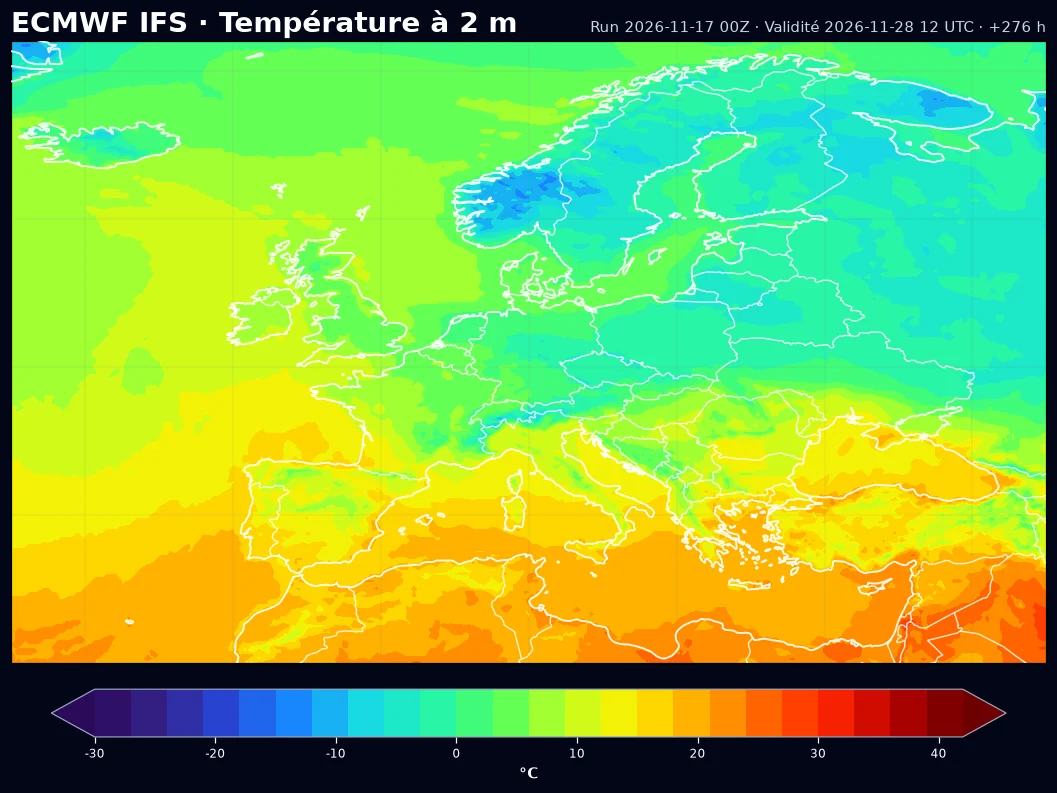 ECMWF IFS · Température à 2 m
Run 2026-11-17 00Z · Validité 2026-11-28 12 UTC · +276 h
-30 -20 -10 0 10 20 30 40
°C